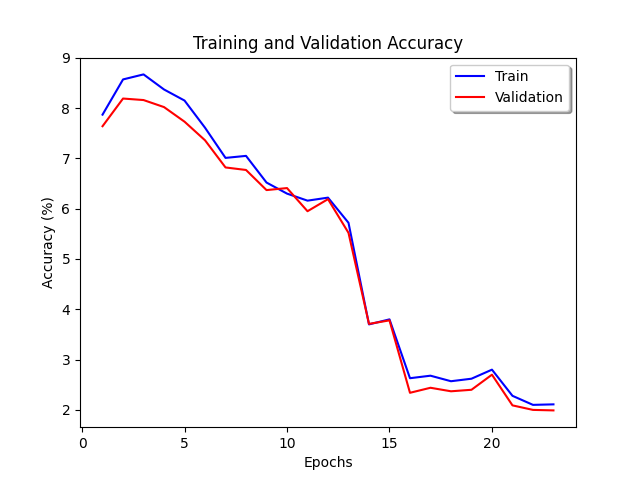 Training and Validation Accuracy
Train
Validation
Accuracy (%)
9
8
7
6
5
4
3
2
0 5 10 15 20
Epochs